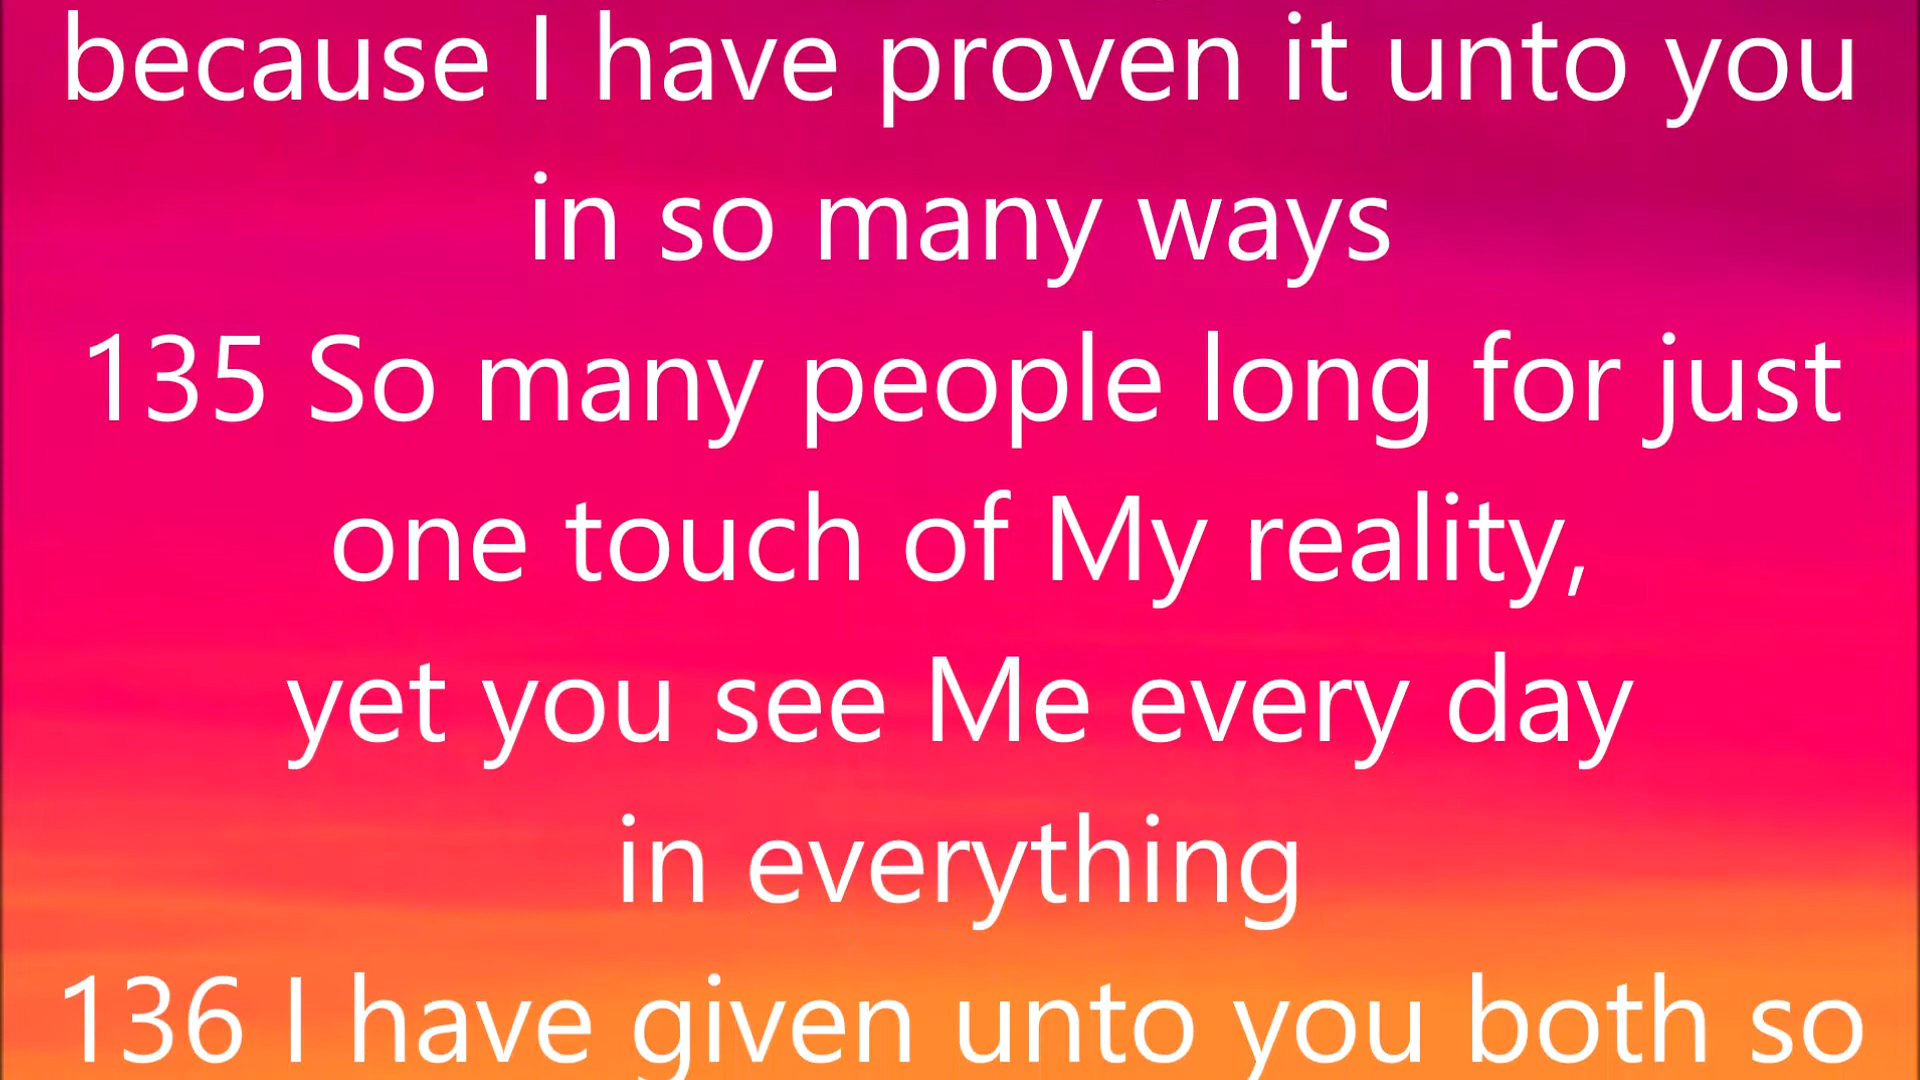 because I have proven it unto you
in so many ways
135 So many people long for just
one touch of My reality,
yet you see Me every day
in everything
136 I have given unto you both so